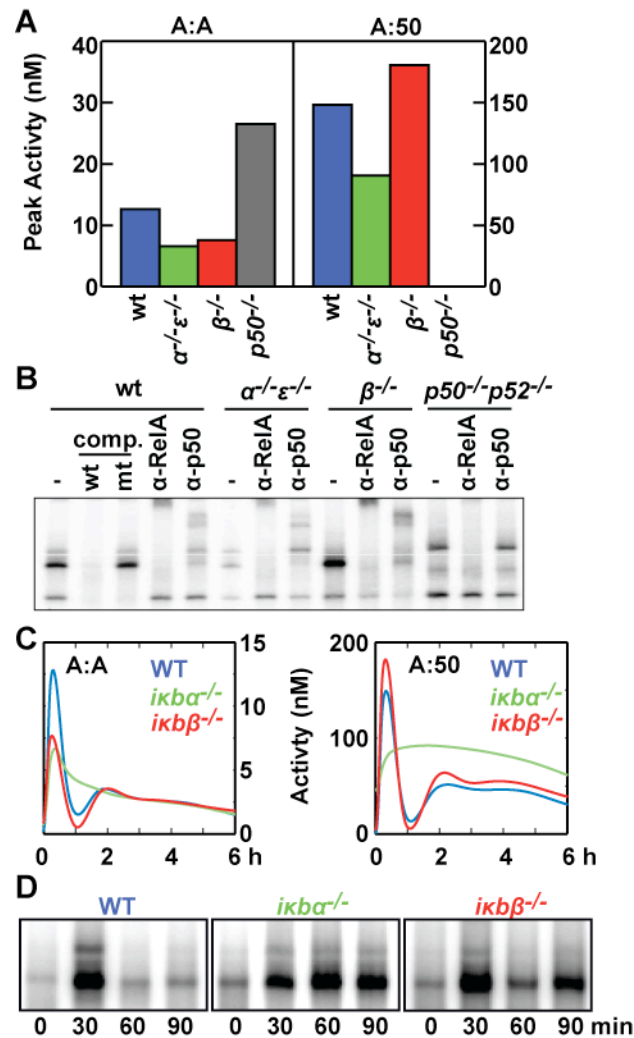 A
A:A A:50
Peak Activty (nM)
40 200
30 150
20 100
10 50
0 0
wt α-/-ε-/- β-/- p50-/- wt α-/-ε-/- β-/- p50-/-
B
wt α-/-ε-/- β-/- p50-/-p52-/-
comp.
- wt mt α-RelA α-p50 - α-RelA α-p50 - α-RelA α-p50 - α-RelA α-p50
C
A:A WT iκbα-/- iκbβ-/-
15
10
5
0
0 2 4 6 h
Activty (nM)
A:50 WT iκbα-/- iκbβ-/-
200
100
0
0 2 4 6 h
D
WT iκbα-/- iκbβ-/-
0 30 60 90 0 30 60 90 0 30 60 90 min